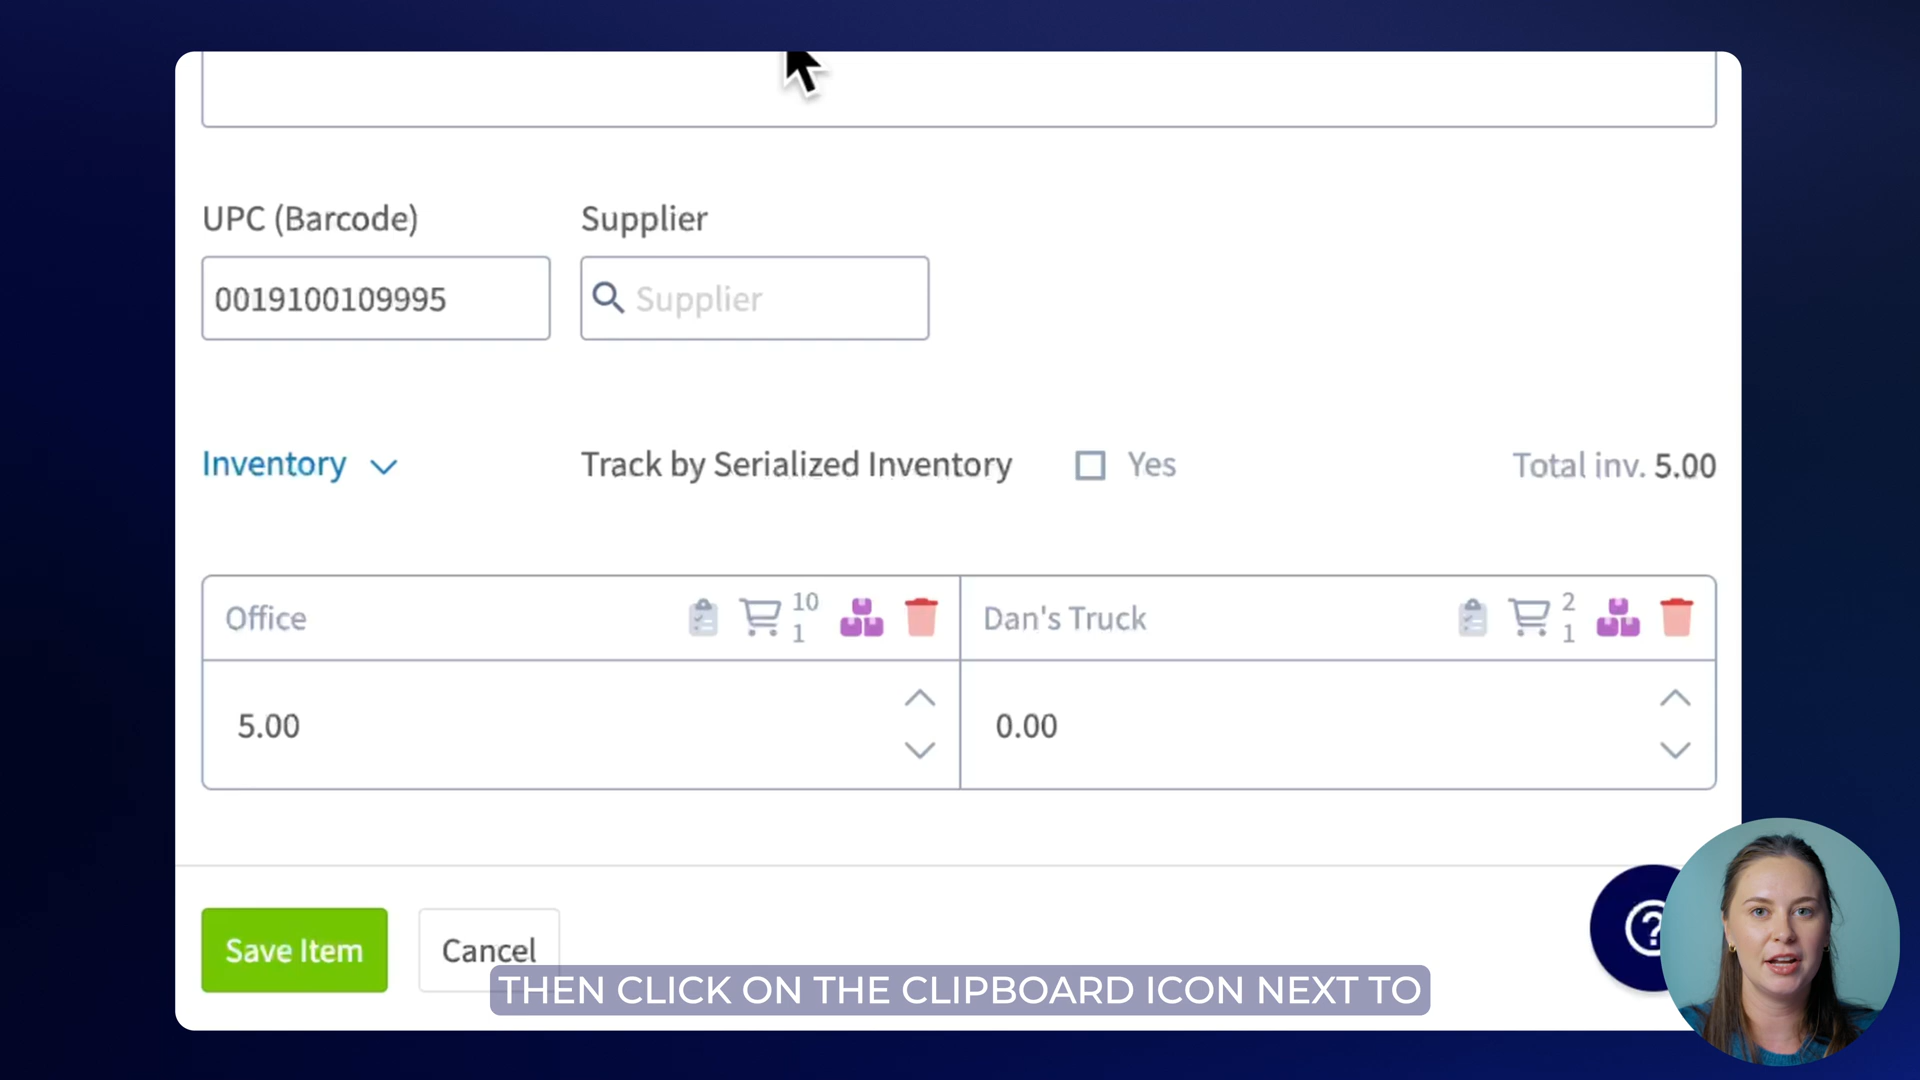 UPC (Barcode) Supplier
0019100109995 Supplier
Inventory Track by Serialized Inventory Yes Total inv. 5.00
Office 10 1 Dan's Truck 2 1
5.00 0.00
Save Item Cancel ?
THEN CLICK ON THE CLIPBOARD ICON NEXT TO